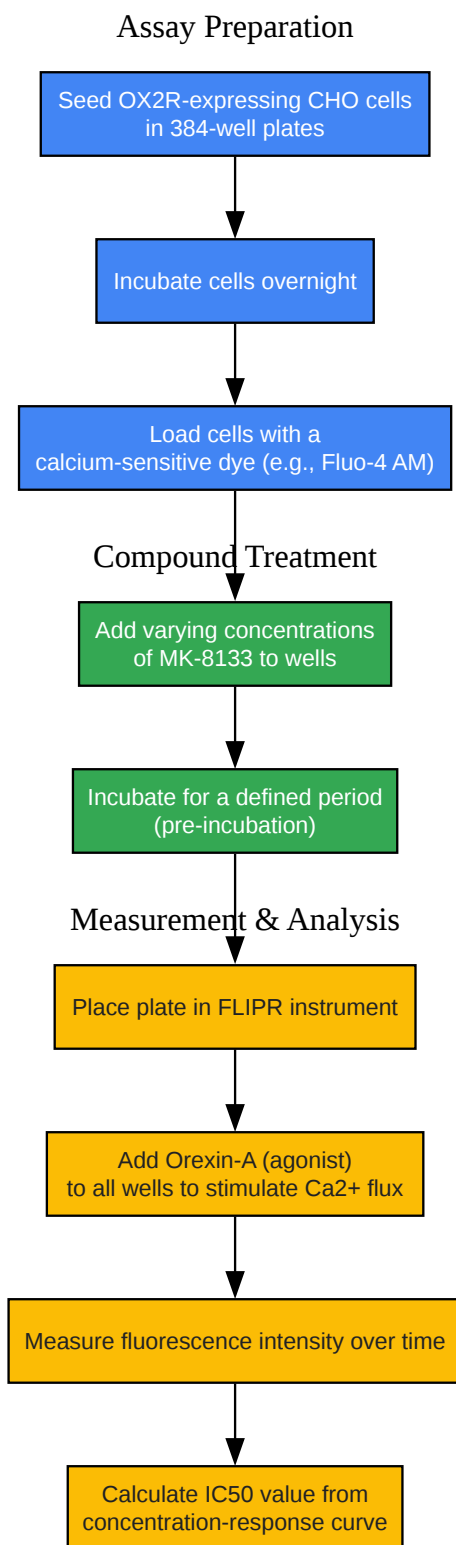 Assay Preparation
Seed OX2R-expressing CHO cells
in 384-well plates
Incubate cells overnight
Load cells with a
calcium-sensitive dye (e.g., Fluo-4 AM)
Compound Treatment
Add varying concentrations
of MK-8133 to wells
Incubate for a defined period
(pre-incubation)
Measurement & Analysis
Place plate in FLIPR instrument
Add Orexin-A (agonist)
to all wells to stimulate Ca2+ flux
Measure fluorescence intensity over time
Calculate IC50 value from
concentration-response curve